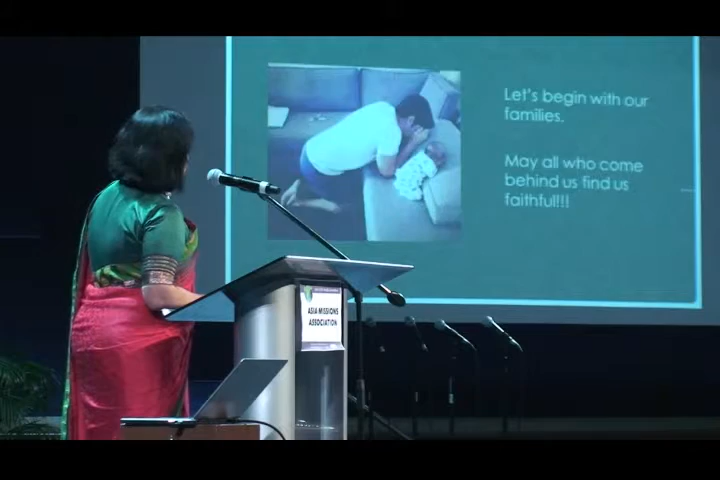 Let's begin with our
families.
May all who come
behind us find us
faithful!!!
ASIA MISSIONS
ASSOCIATION